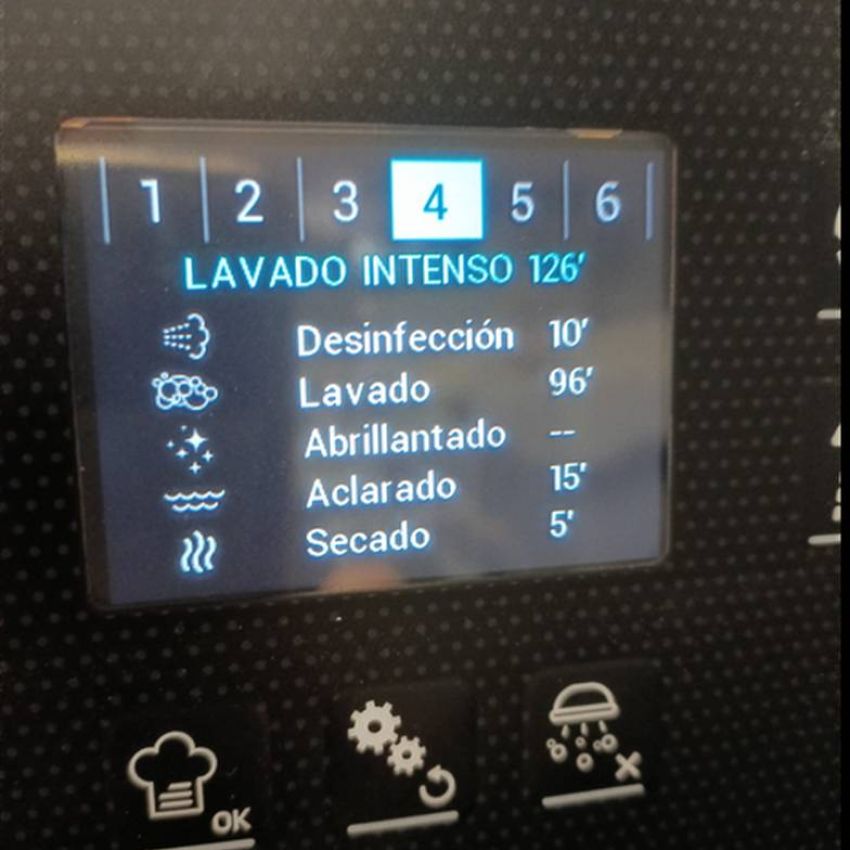 1 2 3 4 5 6
LAVADO INTENSO 126'
Desinfección 10'
Lavado 96'
Abrillantado --
Aclarado 15'
Secado 5'
OK